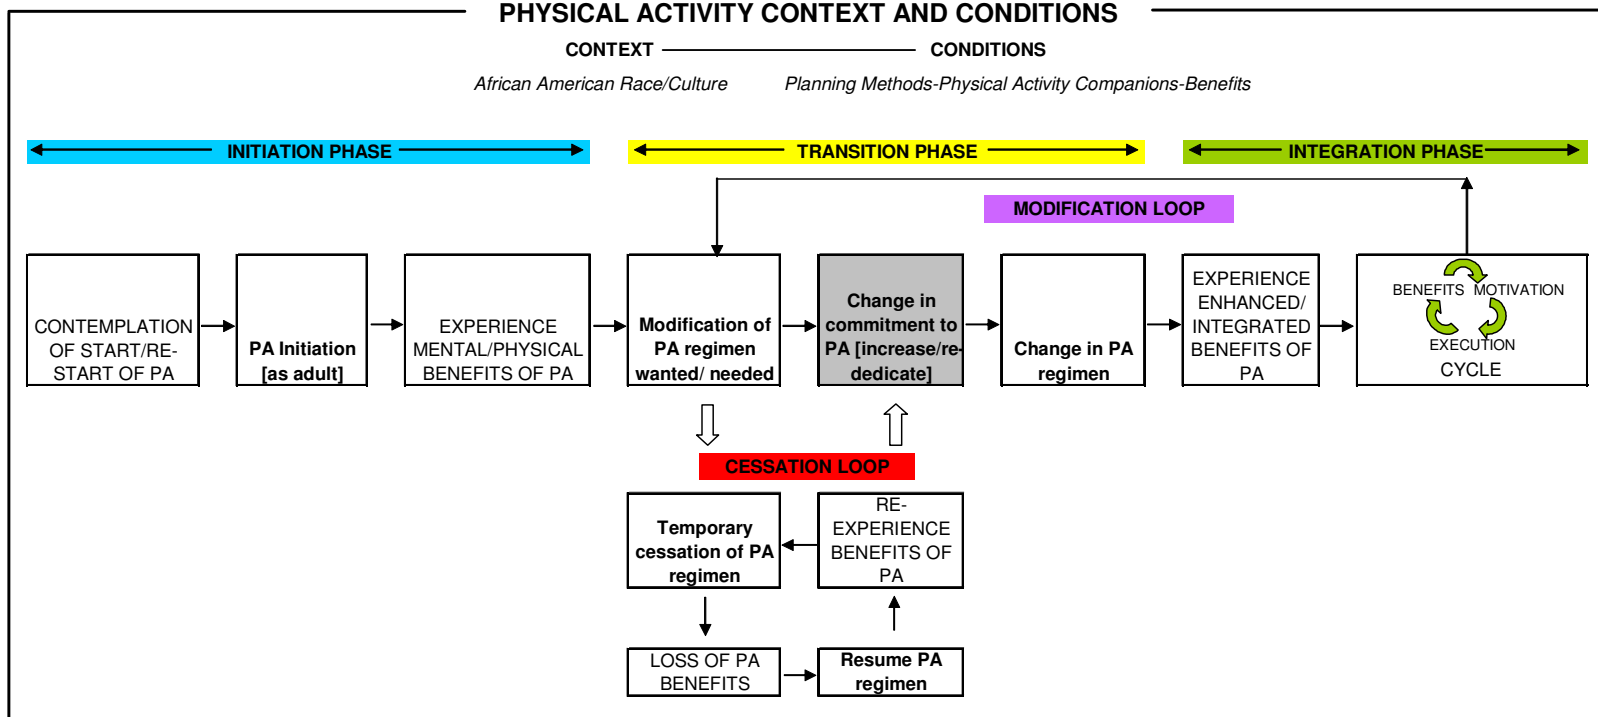 PHYSICAL ACTIVITY CONTEXT AND CONDITIONS
CONTEXT CONDITIONS
African American Race/Culture Planning Methods-Physical Activity Companions-Benefits
INITIATION PHASE
TRANSITION PHASE
INTEGRATION PHASE
MODIFICATION LOOP
CONTEMPLATION
OF START/RE-
START OF PA
PA Initiation
[as adult]
EXPERIENCE
MENTAL/PHYSICAL
BENEFITS OF PA
Modification of
PA regimen
wanted/ needed
Change in
commitment to
PA [increase/re-
dedicate]
Change in PA
regimen
EXPERIENCE
ENHANCED/
INTEGRATED
BENEFITS OF
PA
BENEFITS MOTIVATION
EXECUTION
CYCLE
CESSATION LOOP
Temporary
cessation of PA
regimen
RE-
EXPERIENCE
BENEFITS OF
PA
LOSS OF PA
BENEFITS
Resume PA
regimen